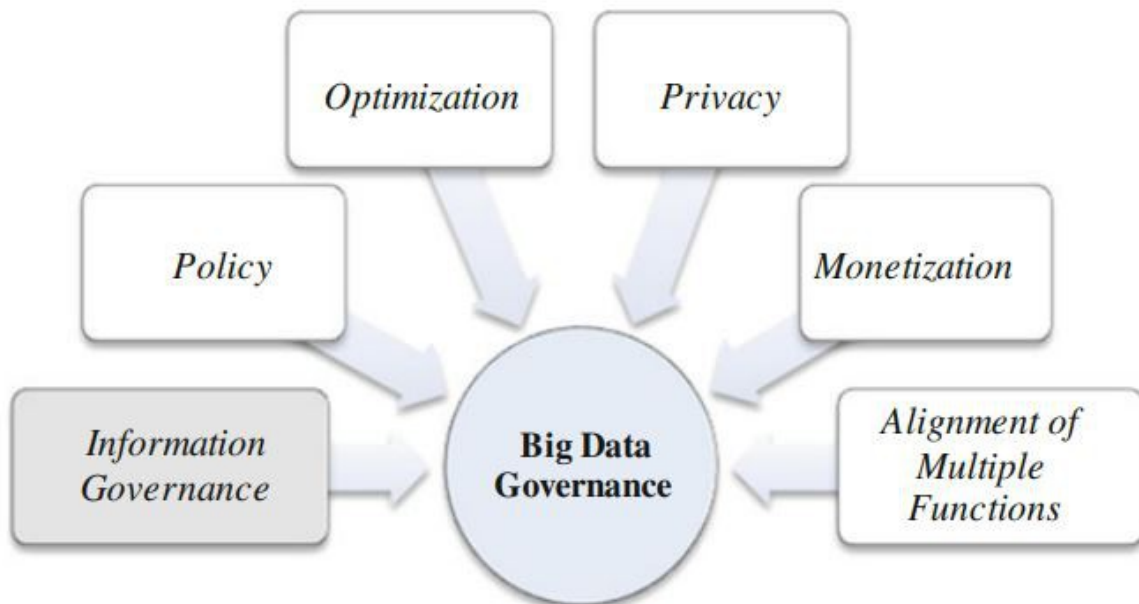 Optimization
Privacy
Policy
Monetization
Information
Governance
Big Data
Governance
Alignment of
Multiple
Functions